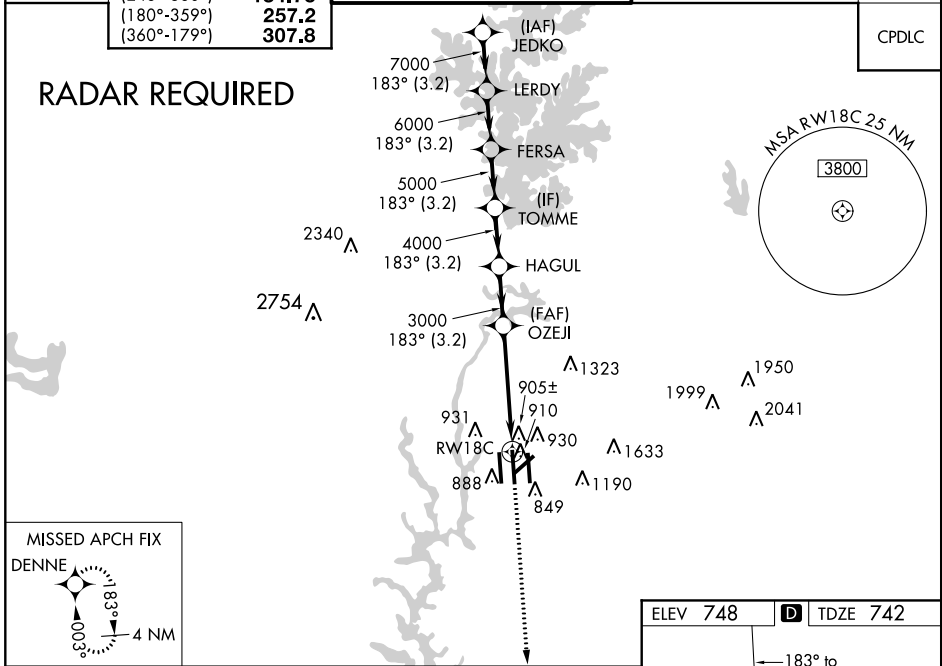 (180°-359°) 257.2
(360°-179°) 307.8
CPDLC
RADAR REQUIRED
(IAF)
JEDKO
7000
183° (3.2)
LERDY
6000
183° (3.2)
FERSA
5000
183° (3.2)
(IF)
TOMME
4000
183° (3.2)
HAGUL
3000
183° (3.2)
(FAF)
OZEJI
MSA RW18C 25 NM
3800
2340
2754
1323
1950
1999
2041
905±
910
931
930
RW18C
1633
888
1190
849
MISSED APCH FIX
DENNE
183°
003°
4 NM
ELEV 748 D TDZE 742
183° to